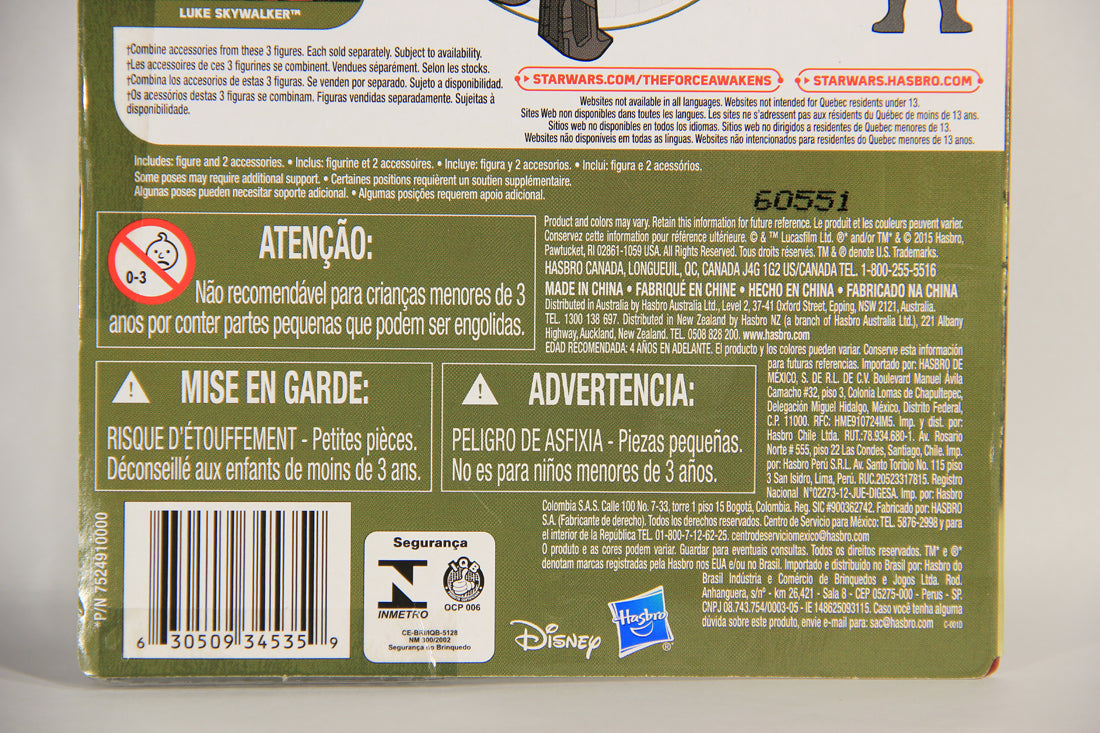 LUKE SKYWALKER™
†Combine accessories from these 3 figures. Each sold separately. Subject to availability.
†Les accessoires de ces 3 figurines se combinent. Vendues séparément. Selon les stocks.
†Combina los accesorios de estas 3 figuras. Se venden por separado. Sujeto a disponibilidad.
†Os acessórios destas 3 figuras se combinam. Figuras vendidas separadamente. Sujeitas à
disponibilidade.
STARWARS.COM/THEFORCEAWAKENS
STARWARS.HASBRO.COM
Websites not available in all languages. Websites not intended for Quebec residents under 13.
Sites Web non disponibles dans toutes les langues. Les sites ne s'adressent pas aux résidents du Québec de moins de 13 ans.
Sitios web no disponibles en todos los idiomas. Sitios web no dirigidos a residentes de Quebec menores de 13.
Websites não disponíveis em todas as línguas. Websites não intencionados para residentes do Quebec menores de 13 anos.
Includes: figure and 2 accessories. • Inclus: figurine et 2 accessoires. • Incluye: figura y 2 accesorios. • Inclui: figura e 2 acessórios.
Some poses may require additional support. • Certaines positions requièrent un soutien supplémentaire.
Algunas poses pueden necesitar soporte adicional. • Algumas posições requerem apoio adicional.
60551
0-3
ATENÇÃO:
Não recomendável para crianças menores de 3
anos por conter partes pequenas que podem ser engolidas.
Product and colors may vary. Retain this information for future reference. Le produit et les couleurs peuvent varier.
Conservez cette information pour référence ultérieure. © & ™ Lucasfilm Ltd. ®* and/or TM* & © 2015 Hasbro,
Pawtucket, RI 02861-1059 USA. All Rights Reserved. Tous droits réservés. TM & ® denote U.S. Trademarks.
HASBRO CANADA, LONGUEUIL, QC, CANADA J4G 1G2 US/CANADA TEL. 1-800-255-5516
MADE IN CHINA • FABRIQUÉ EN CHINE • HECHO EN CHINA • FABRICADO NA CHINA
Distributed in Australia by Hasbro Australia Ltd., Level 2, 37-41 Oxford Street, Epping, NSW 2121, Australia.
TEL. 1300 138 697. Distributed in New Zealand by Hasbro NZ (a branch of Hasbro Australia Ltd.), 221 Albany
Highway, Auckland, New Zealand. TEL. 0508 828 200. www.hasbro.com
EDAD RECOMENDADA: 4 AÑOS EN ADELANTE. El producto y los colores pueden variar. Conserve esta información
para futuras referencias. Importado por: HASBRO DE
MÉXICO, S. DE R.L. DE C.V. Boulevard Manuel Ávila
Camacho #32, piso 3, Colonia Lomas de Chapultepec,
Delegación Miguel Hidalgo, México, Distrito Federal,
C.P. 11000. RFC: HME910724IM5. Imp. y dist. por:
Hasbro Chile Ltda. RUT.:78.934.680-1. Av. Rosario
Norte # 555, piso 22 Las Condes, Santiago, Chile. Imp.
por: Hasbro Perú S.R.L. Av. Santo Toribio No. 115 piso
3 San Isidro, Lima, Perú. RUC.20523317815. Registro
Nacional N°02273-12-JUE-DIGESA. Imp. por: Hasbro
Colombia S.A.S. Calle 100 No. 7-33, torre 1 piso 15 Bogotá, Colombia. Reg. SIC #900362742. Fabricado por: HASBRO
S.A. (Fabricante de derecho). Todos los derechos reservados. Centro de Servicio para México: TEL. 5876-2998 y para
el interior de la República TEL. 01-800-7-12-62-25. centrodeserviciomexico@hasbro.com
O produto e as cores podem variar. Guardar para eventuais consultas. Todos os direitos reservados. TM* e ®*
denotam marcas registradas pela Hasbro nos EUA e/ou no Brasil. Importado e distribuido no Brasil por: Hasbro do
Brasil Indústria e Comércio de Brinquedos e Jogos Ltda. Rod.
Anhanguera, s/nº - km 26,421 - Sala 8 - CEP 05275-000 - Perus - SP.
CNPJ 08.743.754/0003-05 - IE 148625093115. Caso você tenha alguma
dúvida sobre este produto, envie e-mail para: sac@hasbro.com C-001D
MISE EN GARDE:
RISQUE D'ÉTOUFFEMENT - Petites pièces.
Déconseillé aux enfants de moins de 3 ans.
ADVERTENCIA:
PELIGRO DE ASFIXIA - Piezas pequeñas.
No es para niños menores de 3 años.
*P/N 7524910000
6 30509 34535 9
Segurança
INMETRO
IQB
OCP 006
CE-BRI/IQB-5128
NM 300/2002
Segurança do Brinquedo
Disney
Hasbro®